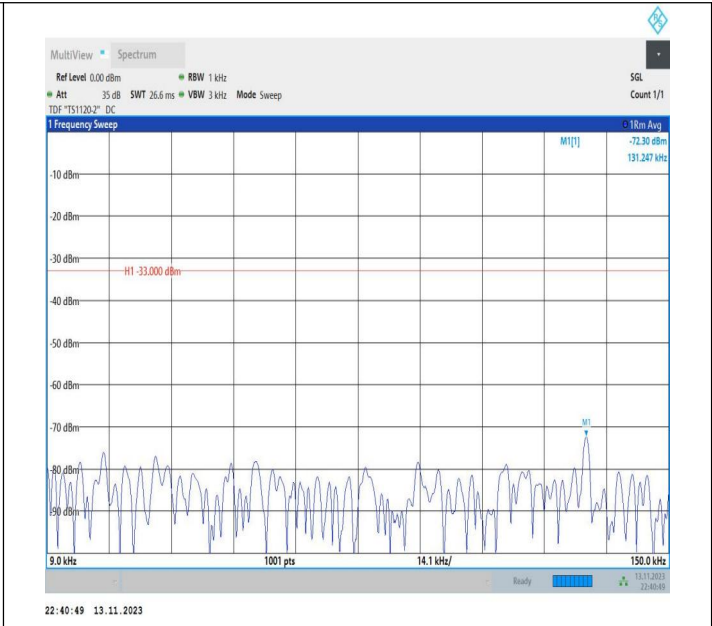 R S
MultiView Spectrum
Ref Level 0.00 dBm RBW 1 kHz SGL
Att 35 dB SWT 26.6 ms VBW 3 kHz Mode Sweep Count 1/1
TDF "TS1120-2" DC
1 Frequency Sweep 1Rm Avg
M1[1] -72.30 dBm
131.247 kHz
-10 dBm
-20 dBm
-30 dBm
H1 -33.000 dBm
-40 dBm
-50 dBm
-60 dBm
-70 dBm
M1
-80 dBm
-90 dBm
9.0 kHz 1001 pts 14.1 kHz/ 150.0 kHz
Ready 13.11.2023
22:40:49
22:40:49 13.11.2023